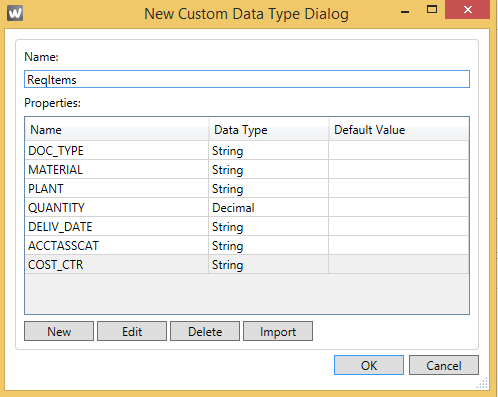 W New Custom Data Type Dialog
Name:
ReqItems
Properties:
Name Data Type Default Value
DOC_TYPE String
MATERIAL String
PLANT String
QUANTITY Decimal
DELIV_DATE String
ACCTASSCAT String
COST_CTR String
New Edit Delete Import
OK Cancel